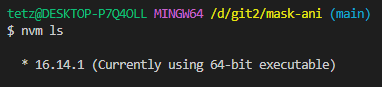 tetz@DESKTOP-P7Q4OLL MINGW64 /d/git2/mask-ani (main)
$ nvm ls
* 16.14.1 (Currently using 64-bit executable)